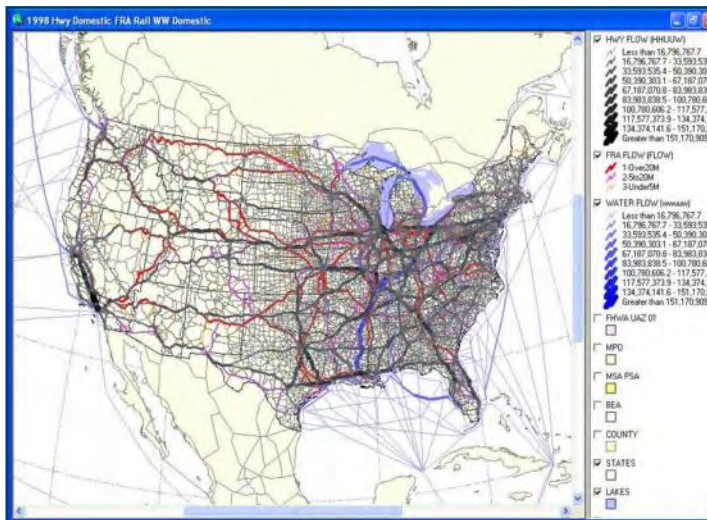 1998 Hwy Domestic FRA Rail WW Domestic
HWY FLOW (HHUUW)
Less than 16,796,767.7
16,796,767.7 - 33,593,535
33,593,535.4 - 50,390,30
50,390,303.1 - 67,187,07
67,187,070.8 - 83,983,83
83,983,838.5 - 100,780,6
100,780,606.2 - 117,577
117,577,373.9 - 134,374
134,374,141.6 - 151,170
Greater than 151,170,909
FRA FLOW (FLOW)
1-Over20M
2-5to20M
3-Under5M
WATER FLOW (wwuuw)
Less than 16,796,767.7
16,796,767.7 - 33,593,53
33,593,535.4 - 50,390,30
50,390,303.1 - 67,187,07
67,187,070.8 - 83,983,83
83,983,838.5 - 100,780,6
100,780,606.2 - 117,577
117,577,373.9 - 134,374
134,374,141.6 - 151,170
Greater than 151,170,909
FHWA UAZ 01
MPO
MSA PSA
BEA
COUNTY
STATES
LAKES